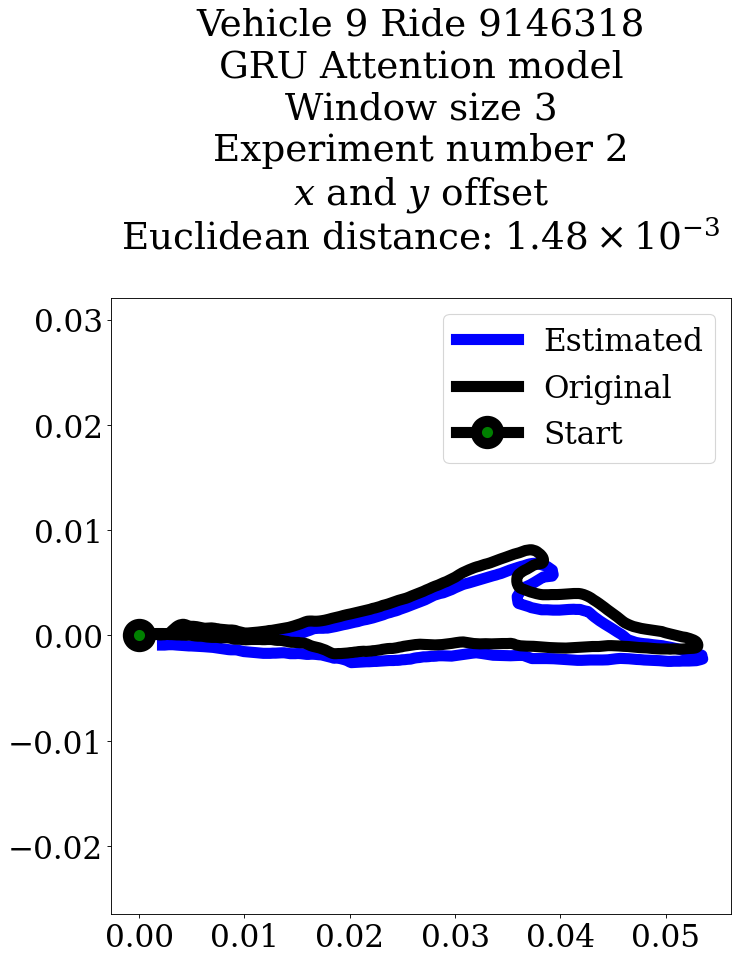 Vehicle 9 Ride 9146318
GRU Attention model
Window size 3
Experiment number 2
x and y offset
Euclidean distance: 1.48 × 10⁻³
Estimated
Original
Start
0.03
0.02
0.01
0.00
−0.01
−0.02
0.00 0.01 0.02 0.03 0.04 0.05